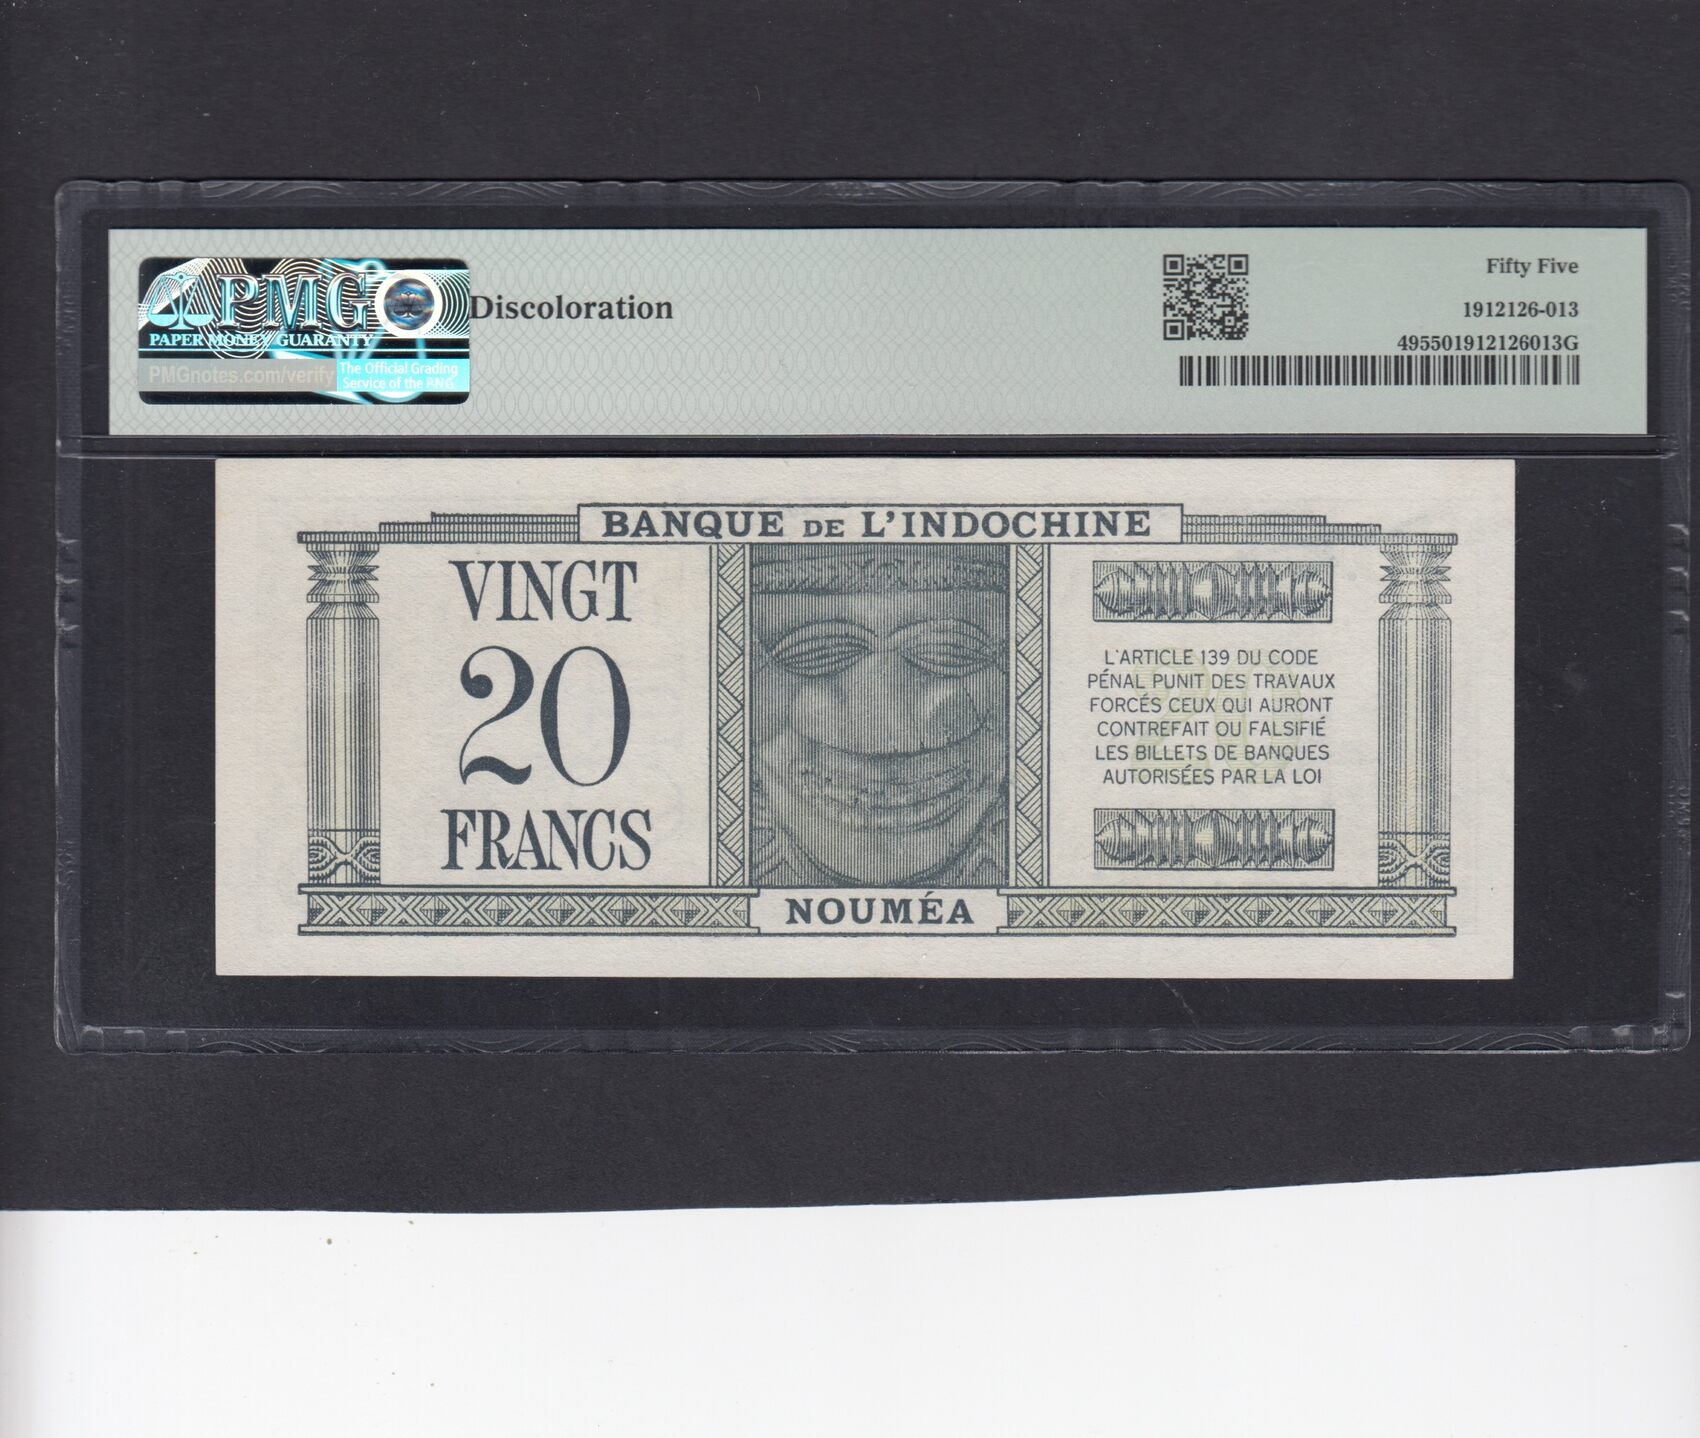 PMG
PAPER MONEY GUARANTY
PMGnotes.com/verify
The Official Grading
Service of the PNG
Discoloration
Fifty Five
1912126-013
495501912126013G
BANQUE DE L'INDOCHINE
VINGT
20
FRANCS
L'ARTICLE 139 DU CODE
PÉNAL PUNIT DES TRAVAUX
FORCÉS CEUX QUI AURONT
CONTREFAIT OU FALSIFIÉ
LES BILLETS DE BANQUES
AUTORISÉES PAR LA LOI
NOUMÉA